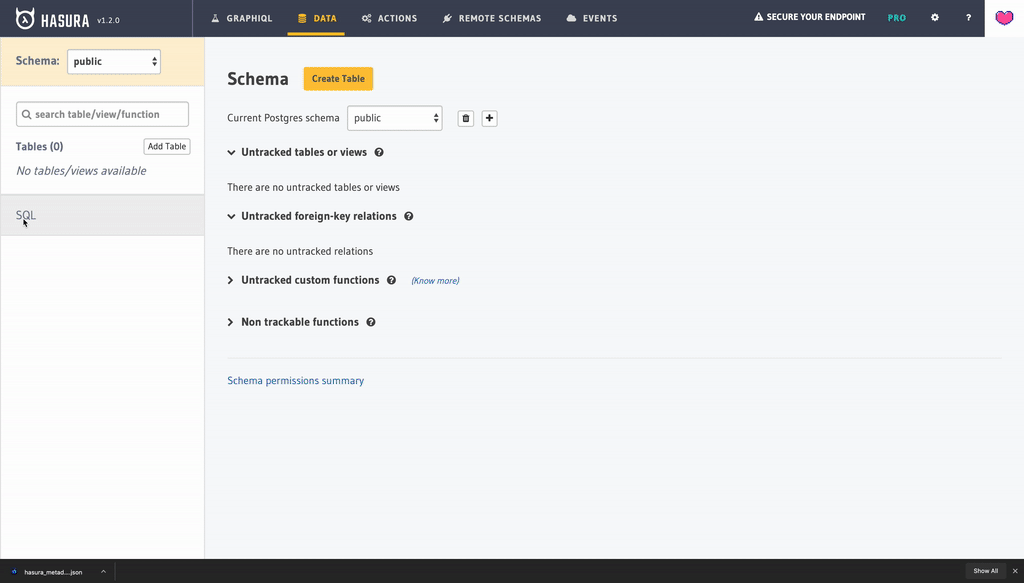 HASURA v1.2.0 GRAPHIQL DATA ACTIONS REMOTE SCHEMAS EVENTS SECURE YOUR ENDPOINT PRO ?
Schema: public
search table/view/function
Tables (0) Add Table
No tables/views available
SQL
Schema Create Table
Current Postgres schema public
Untracked tables or views ?
There are no untracked tables or views
Untracked foreign-key relations ?
There are no untracked relations
Untracked custom functions ? (Know more)
Non trackable functions ?
Schema permissions summary
hasura_metad....json Show All